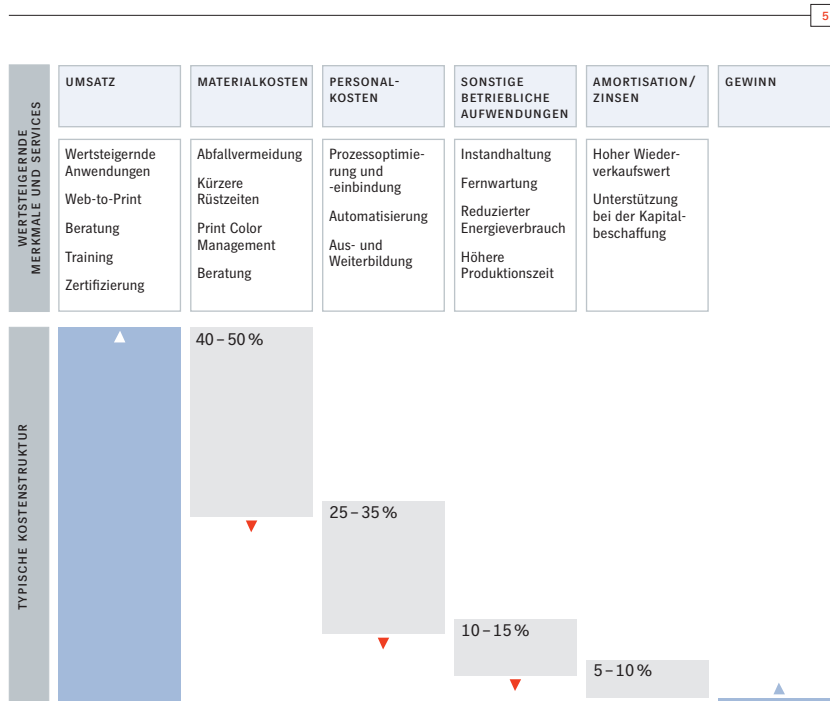 5
WERTSTEIGERNDE
MERKMALE UND SERVICES
UMSATZ
MATERIALKOSTEN
PERSONAL-
KOSTEN
SONSTIGE
BETRIEBLICHE
AUFWENDUNGEN
AMORTISATION/
ZINSEN
GEWINN
Wertsteigernde
Anwendungen
Web-to-Print
Beratung
Training
Zertifizierung
Abfallvermeidung
Kürzere
Rüstzeiten
Print Color
Management
Beratung
Prozessoptimie-
rung und
-einbindung
Automatisierung
Aus- und
Weiterbildung
Instandhaltung
Fernwartung
Reduzierter
Energieverbrauch
Höhere
Produktionszeit
Hoher Wieder-
verkaufswert
Unterstützung
bei der Kapital-
beschaffung
TYPISCHE KOSTENSTRUKTUR
40 – 50 %
25 – 35 %
10 – 15 %
5 – 10 %